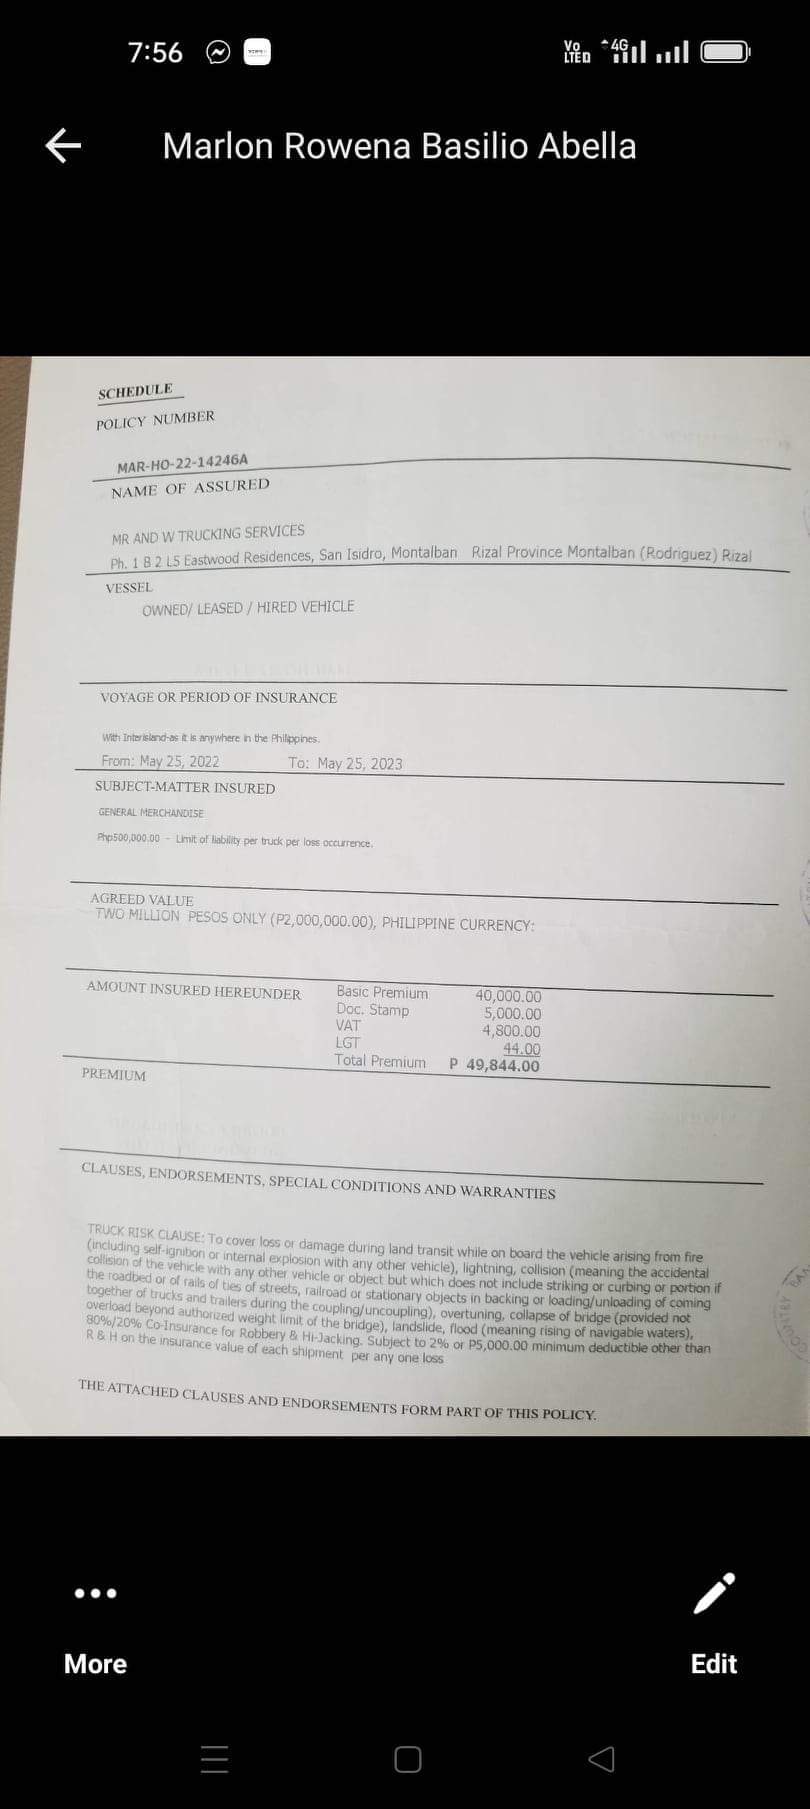 7:56
Vo LTED 4G
Marlon Rowena Basilio Abella
SCHEDULE
POLICY NUMBER
MAR-HO-22-14246A
NAME OF ASSURED
MR AND W TRUCKING SERVICES
Ph. 1 B 2 L5 Eastwood Residences, San Isidro, Montalban Rizal Province Montalban (Rodriguez) Rizal
VESSEL
OWNED/ LEASED / HIRED VEHICLE
VOYAGE OR PERIOD OF INSURANCE
With Interisland-as it is anywhere in the Philippines.
From: May 25, 2022 To: May 25, 2023
SUBJECT-MATTER INSURED
GENERAL MERCHANDISE
Php500,000.00 - Limit of liability per truck per loss occurrence.
AGREED VALUE
TWO MILLION PESOS ONLY (P2,000,000.00), PHILIPPINE CURRENCY:
AMOUNT INSURED HEREUNDER Basic Premium 40,000.00
Doc. Stamp 5,000.00
VAT 4,800.00
LGT 44.00
Total Premium P 49,844.00
PREMIUM
CLAUSES, ENDORSEMENTS, SPECIAL CONDITIONS AND WARRANTIES
TRUCK RISK CLAUSE: To cover loss or damage during land transit while on board the vehicle arising from fire
(including self-ignition or internal explosion with any other vehicle), lightning, collision (meaning the accidental
collision of the vehicle with any other vehicle or object but which does not include striking or curbing or portion if
the roadbed or of rails of ties of streets, railroad or stationary objects in backing or loading/unloading of coming
together of trucks and trailers during the coupling/uncoupling), overtuning, collapse of bridge (provided not
overload beyond authorized weight limit of the bridge), landslide, flood (meaning rising of navigable waters),
80%/20% Co-Insurance for Robbery & Hi-Jacking. Subject to 2% or P5,000.00 minimum deductible other than
R & H on the insurance value of each shipment per any one loss
THE ATTACHED CLAUSES AND ENDORSEMENTS FORM PART OF THIS POLICY.
More
Edit